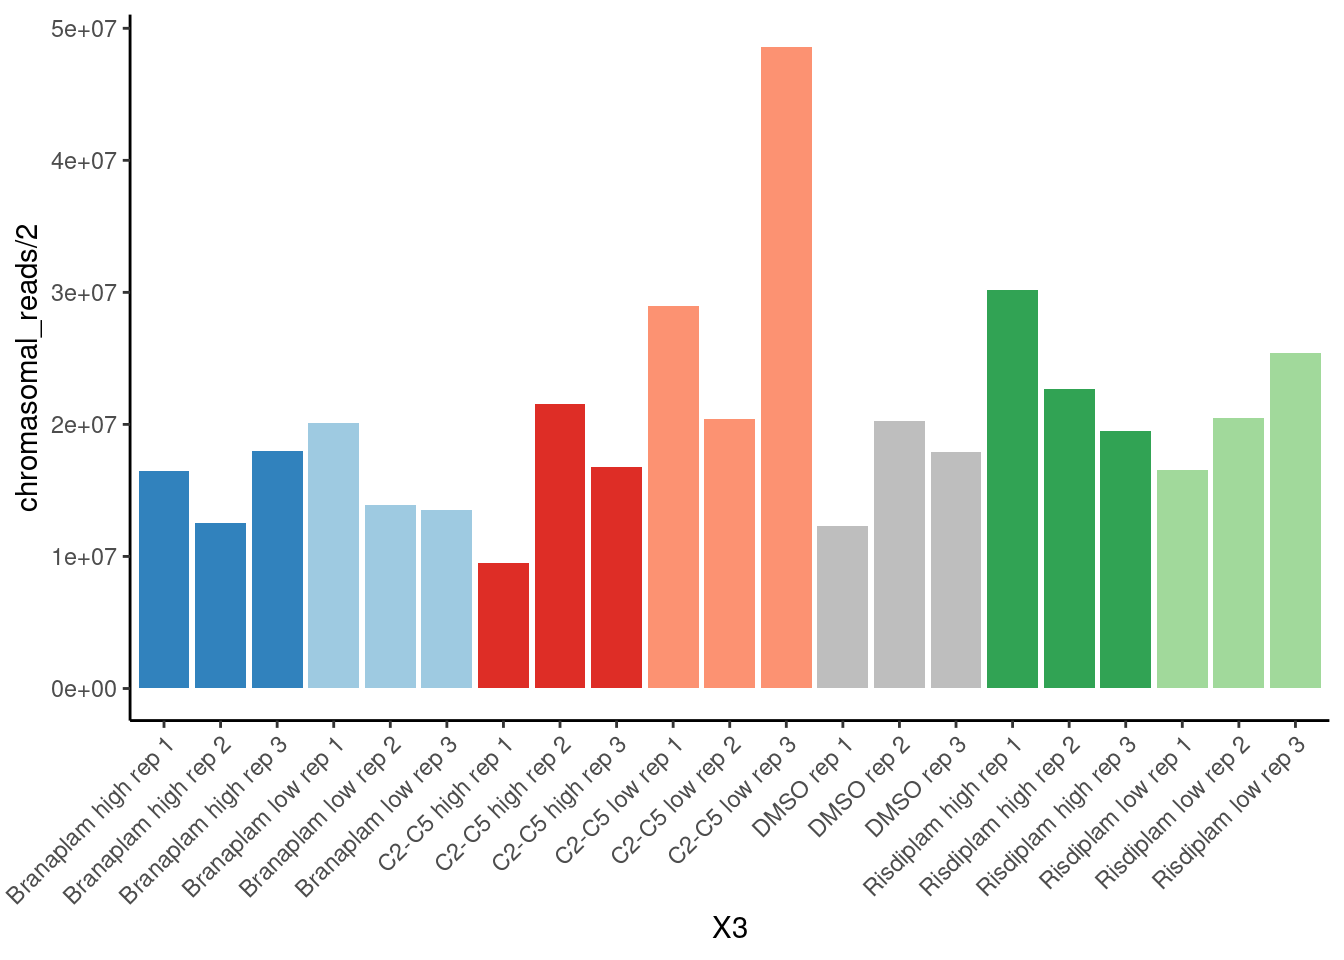 5e+07
4e+07
3e+07
2e+07
1e+07
0e+00
chromasomal_reads/2
Branaplam high rep 1
Branaplam high rep 2
Branaplam high rep 3
Branaplam low rep 1
Branaplam low rep 2
Branaplam low rep 3
C2-C5 high rep 1
C2-C5 high rep 2
C2-C5 high rep 3
C2-C5 low rep 1
C2-C5 low rep 2
C2-C5 low rep 3
DMSO rep 1
DMSO rep 2
DMSO rep 3
Risdiplam high rep 1
Risdiplam high rep 2
Risdiplam high rep 3
Risdiplam low rep 1
Risdiplam low rep 2
Risdiplam low rep 3
X3